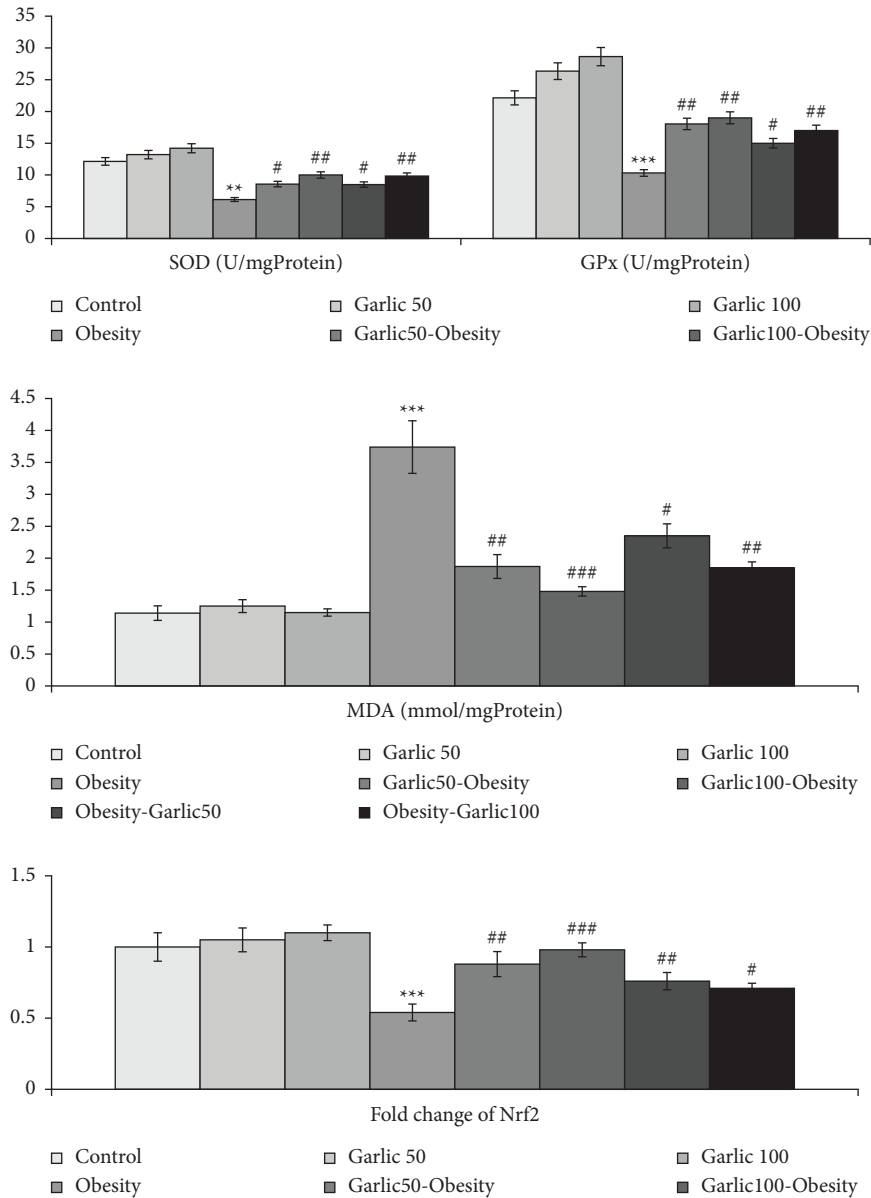 35
30
25
20
15
10
5
0
** # ## # ##
*** ## ## # ##
SOD (U/mgProtein) GPx (U/mgProtein)
Control Garlic 50 Garlic 100
Obesity Garlic50-Obesity Garlic100-Obesity
4.5
4
3.5
3
2.5
2
1.5
1
0.5
0
*** ## ### # ##
MDA (mmol/mgProtein)
Control Garlic 50 Garlic 100
Obesity Garlic50-Obesity Garlic100-Obesity
Obesity-Garlic50 Obesity-Garlic100
1.5
1
0.5
0
*** ## ### ## #
Fold change of Nrf2
Control Garlic 50 Garlic 100
Obesity Garlic50-Obesity Garlic100-Obesity